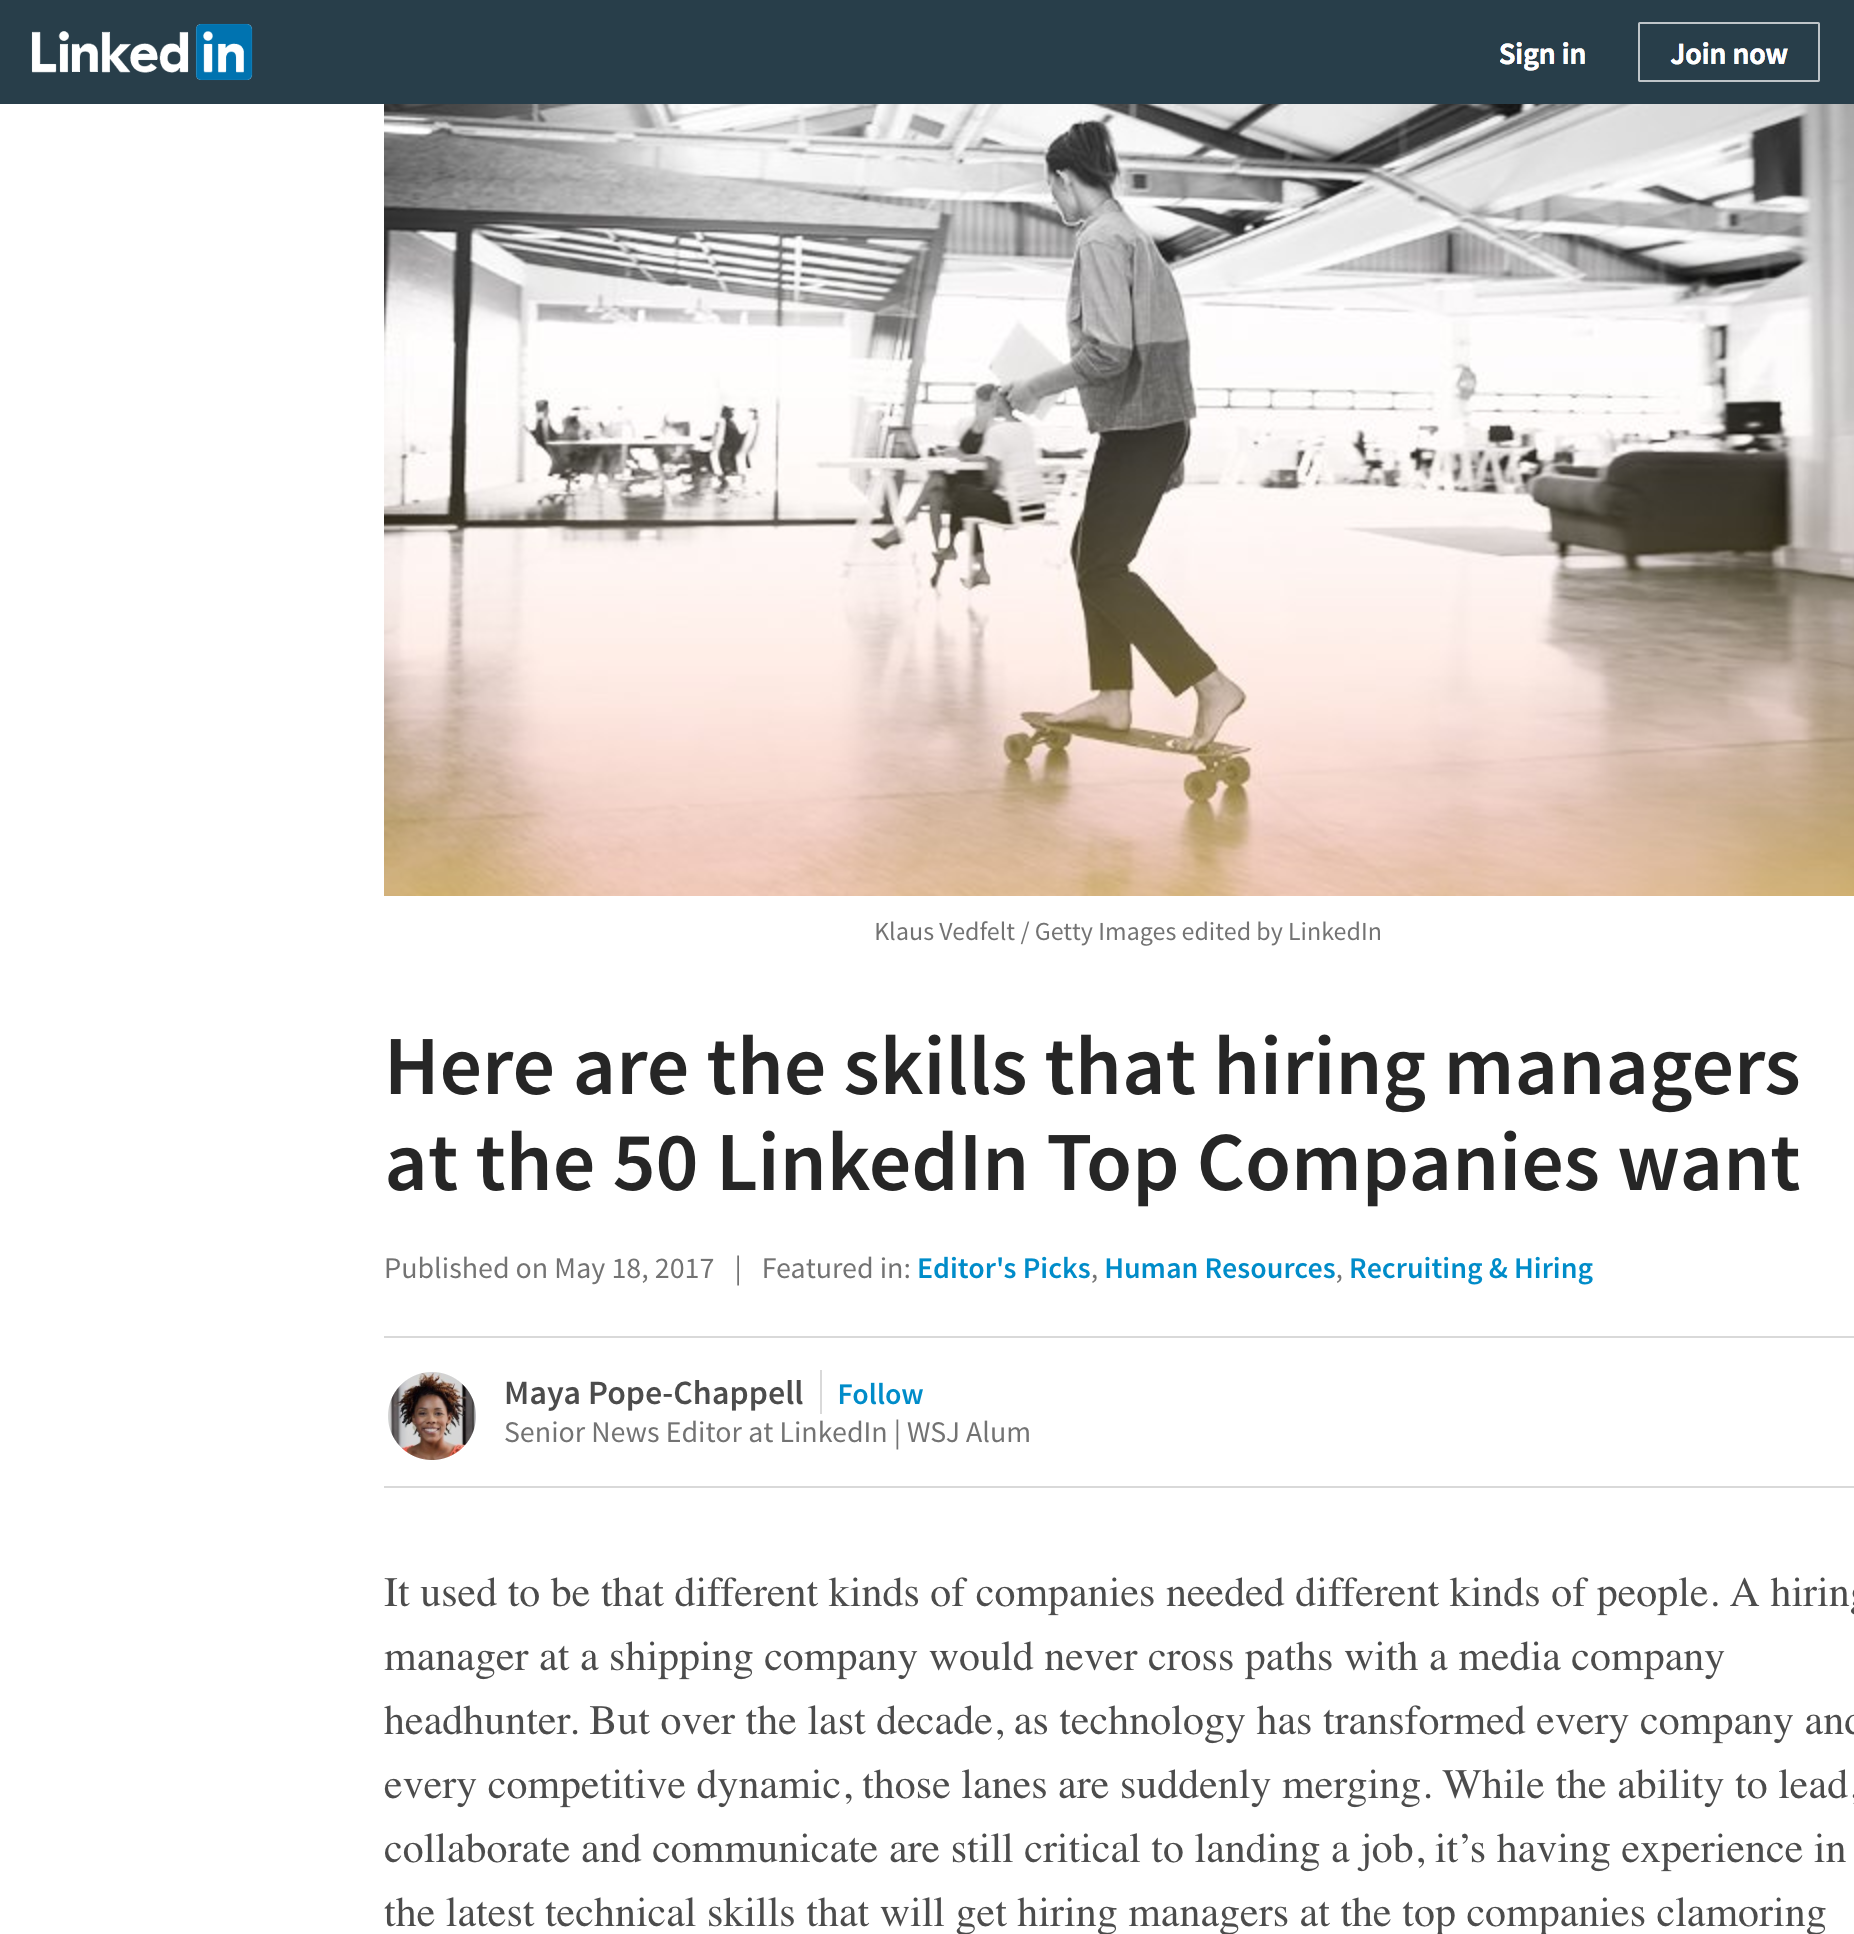 Linked in
Sign in
Join now
Klaus Vedfelt / Getty Images edited by LinkedIn
Here are the skills that hiring managers
at the 50 LinkedIn Top Companies want
Published on May 18, 2017 | Featured in: Editor's Picks, Human Resources, Recruiting & Hiring
Maya Pope-Chappell | Follow
Senior News Editor at LinkedIn | WSJ Alum
It used to be that different kinds of companies needed different kinds of people. A hiring
manager at a shipping company would never cross paths with a media company
headhunter. But over the last decade, as technology has transformed every company and
every competitive dynamic, those lanes are suddenly merging. While the ability to lead,
collaborate and communicate are still critical to landing a job, it’s having experience in
the latest technical skills that will get hiring managers at the top companies clamoring